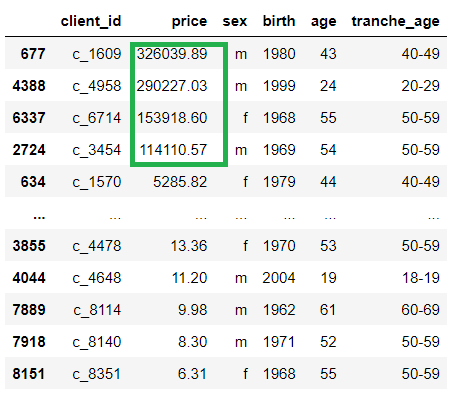 client_id price sex birth age tranche_age
677 c_1609 326039.89 m 1980 43 40-49
4388 c_4958 290227.03 m 1999 24 20-29
6337 c_6714 153918.60 f 1968 55 50-59
2724 c_3454 114110.57 m 1969 54 50-59
634 c_1570 5285.82 f 1979 44 40-49
... ... ... ... ... ... ...
3855 c_4478 13.36 f 1970 53 50-59
4044 c_4648 11.20 m 2004 19 18-19
7889 c_8114 9.98 m 1962 61 60-69
7918 c_8140 8.30 m 1971 52 50-59
8151 c_8351 6.31 f 1968 55 50-59